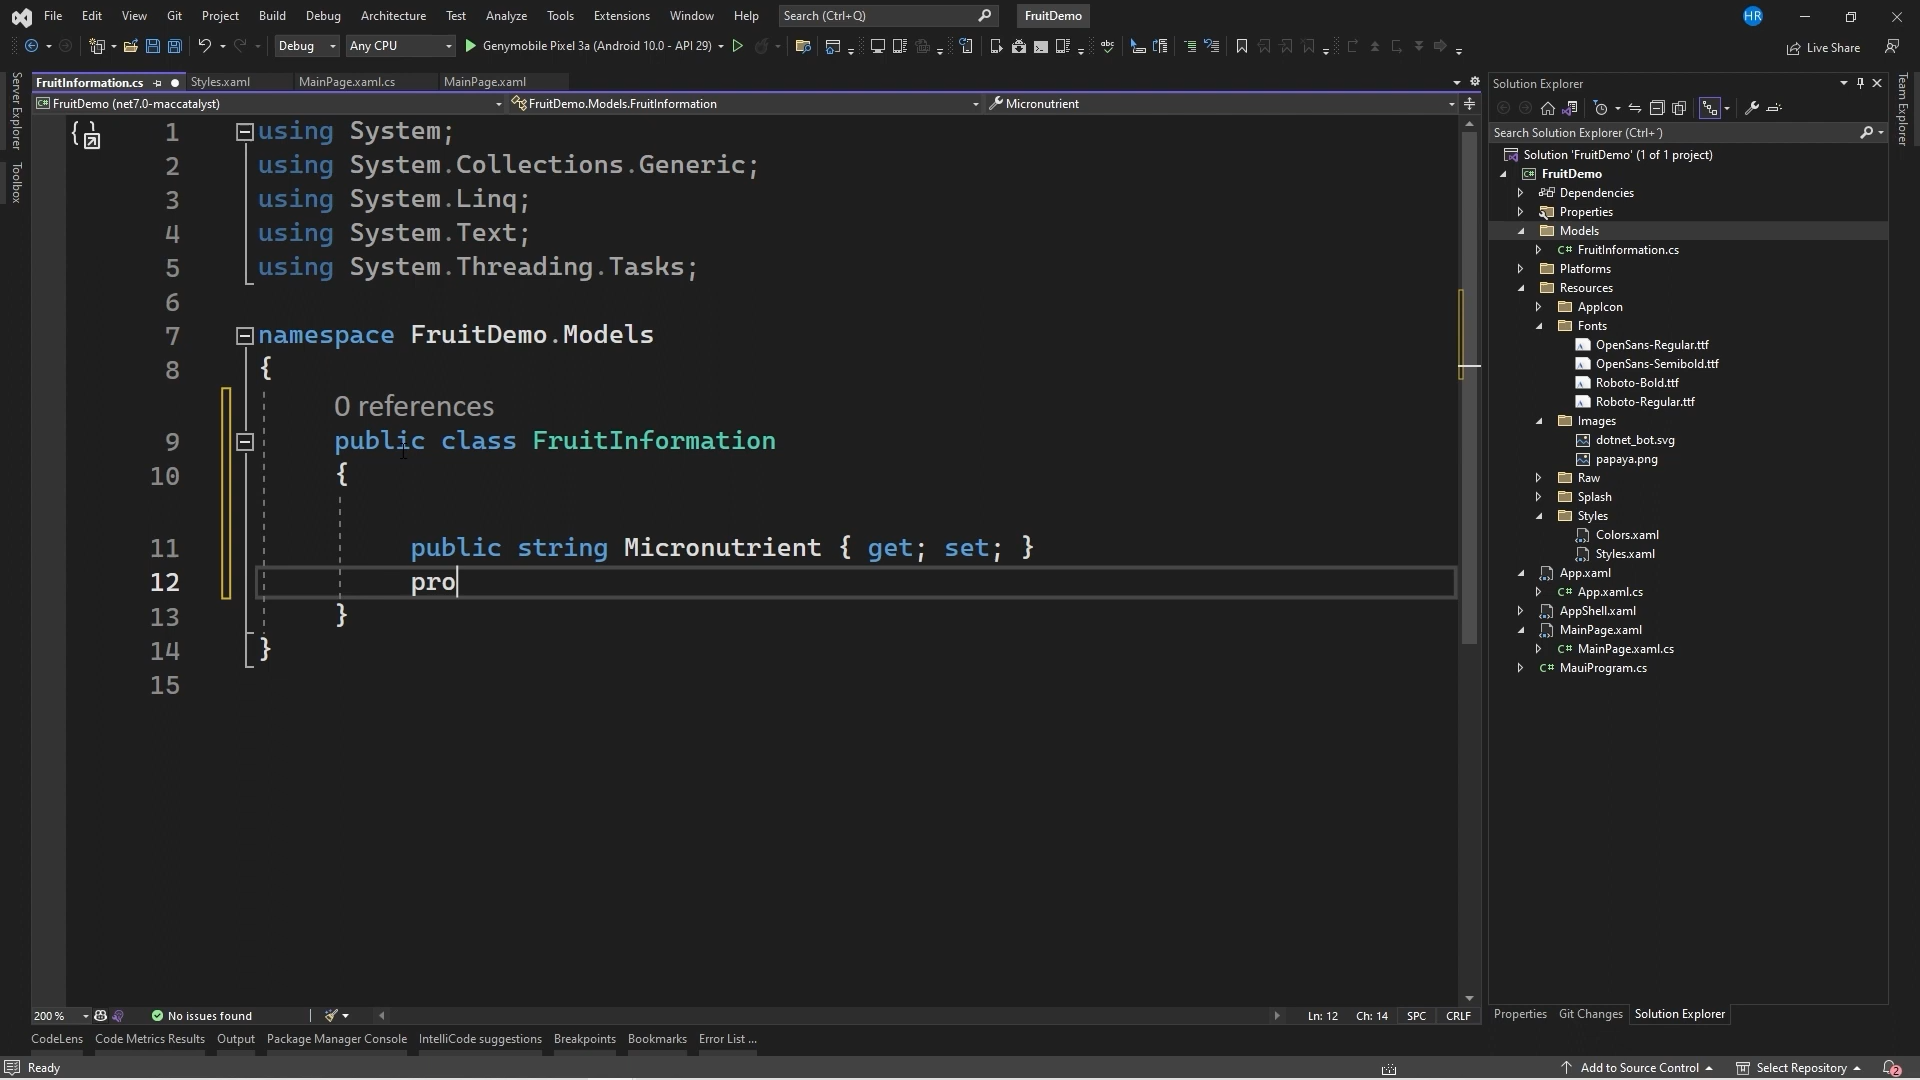 File Edit View Git Project Build Debug Architecture Test Analyze Tools Extensions Window Help Search (Ctrl+Q) FruitDemo HR
Debug Any CPU Genymobile Pixel 3a (Android 10.0 - API 29) Live Share
FruitInformation.cs Styles.xaml MainPage.xaml.cs MainPage.xaml
FruitDemo (net7.0-maccatalyst) FruitDemo.Models.FruitInformation Micronutrient
Server Explorer
Toolbox
1 using System;
2 using System.Collections.Generic;
3 using System.Linq;
4 using System.Text;
5 using System.Threading.Tasks;
6
7 namespace FruitDemo.Models
8 {
0 references
9 public class FruitInformation
10 {
11 public string Micronutrient { get; set; }
12 pro
13 }
14 }
15
Solution Explorer
Search Solution Explorer (Ctrl+´)
Solution 'FruitDemo' (1 of 1 project)
C# FruitDemo
Dependencies
Properties
Models
C# FruitInformation.cs
Platforms
Resources
AppIcon
Fonts
OpenSans-Regular.ttf
OpenSans-Semibold.ttf
Roboto-Bold.ttf
Roboto-Regular.ttf
Images
dotnet_bot.svg
papaya.png
Raw
Splash
Styles
Colors.xaml
Styles.xaml
App.xaml
C# App.xaml.cs
AppShell.xaml
MainPage.xaml
C# MainPage.xaml.cs
C# MauiProgram.cs
Team Explorer
200 % No issues found Ln: 12 Ch: 14 SPC CRLF
Properties Git Changes Solution Explorer
CodeLens Code Metrics Results Output Package Manager Console IntelliCode suggestions Breakpoints Bookmarks Error List ...
Ready Add to Source Control Select Repository 2